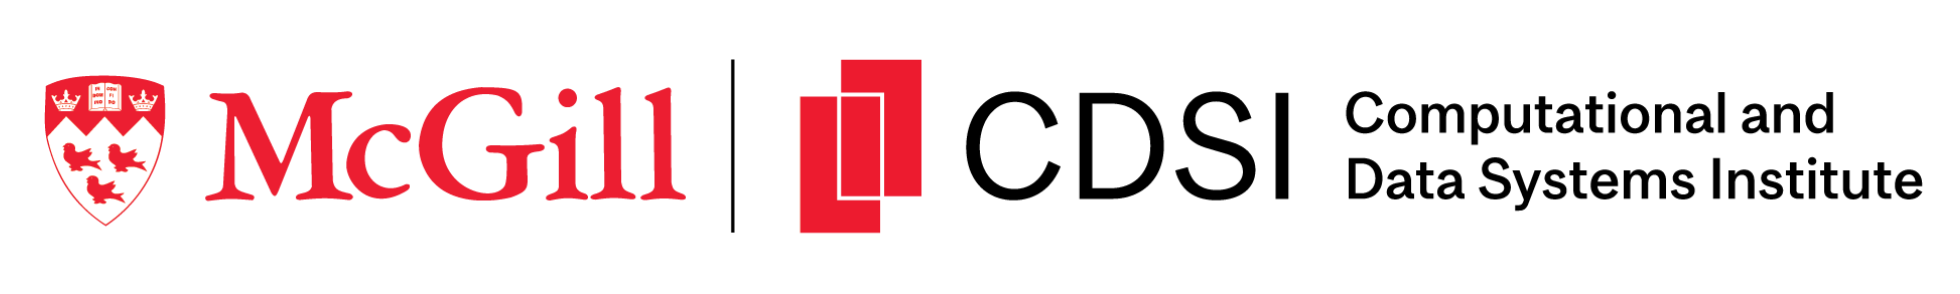 McGill
CDSI
Computational and
Data Systems Institute